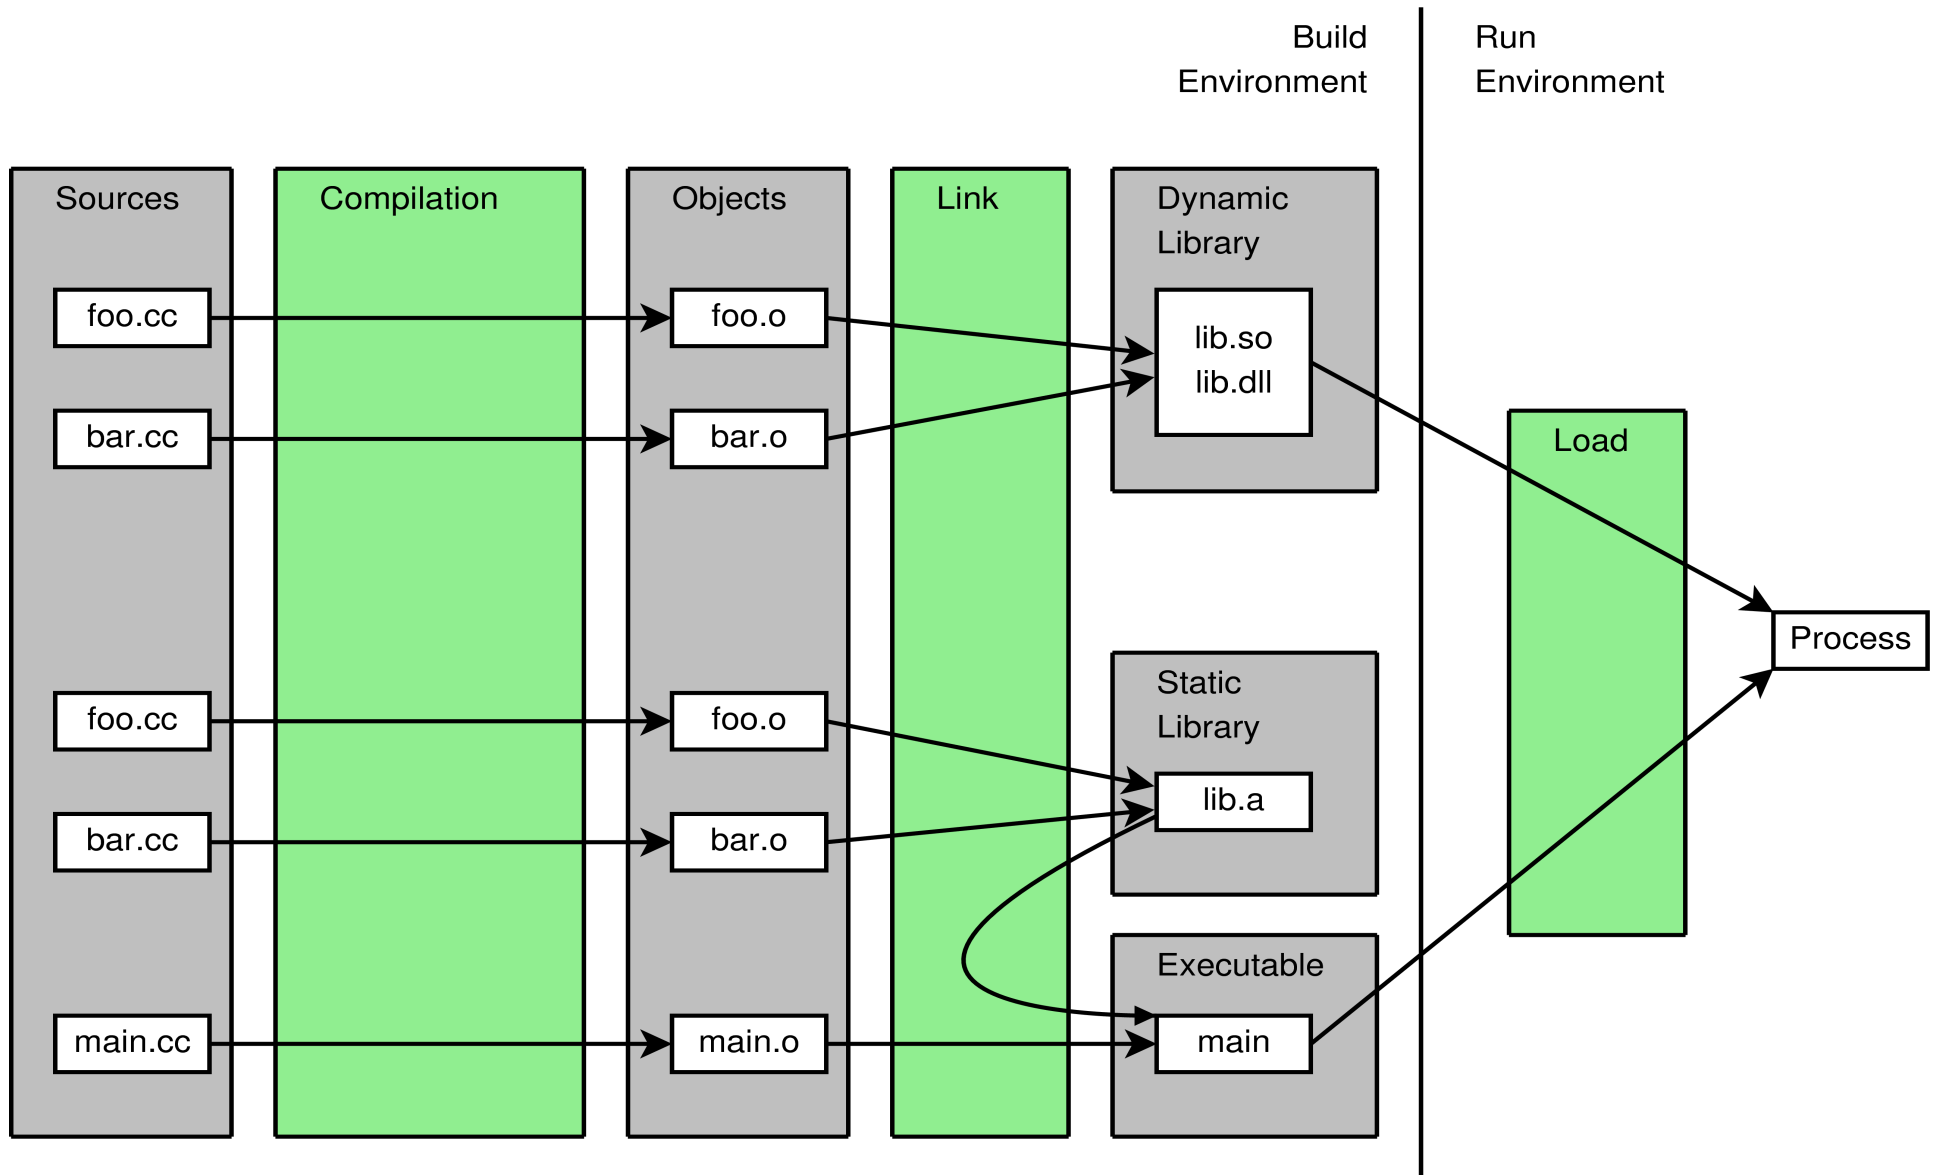 Build
Environment
Run
Environment
Sources
Compilation
Objects
Link
Dynamic
Library
foo.cc
foo.o
lib.so
lib.dll
bar.cc
bar.o
Load
Process
Static
Library
foo.cc
foo.o
lib.a
bar.cc
bar.o
Executable
main.cc
main.o
main